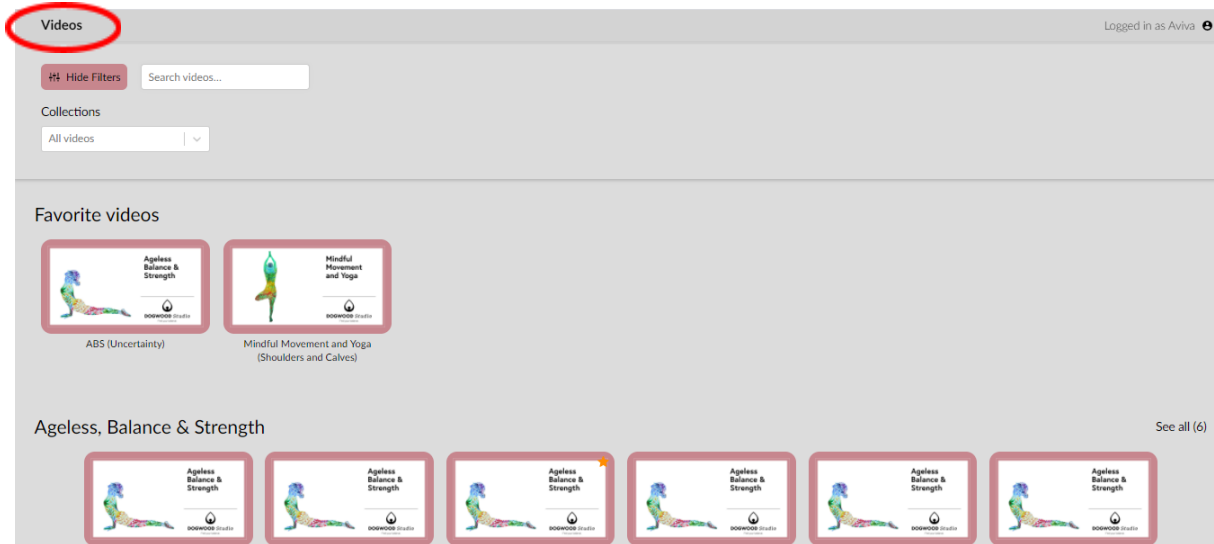 Videos
Logged in as Aviva
Hide Filters
Search videos...
Collections
All videos
Favorite videos
Ageless
Balance &
Strength
DOGWOOD Studio
Mindful
Movement
and Yoga
DOGWOOD Studio
ABS (Uncertainty)
Mindful Movement and Yoga
(Shoulders and Calves)
Ageless, Balance & Strength
See all (6)
Ageless
Balance &
Strength
DOGWOOD Studio
Ageless
Balance &
Strength
DOGWOOD Studio
Ageless
Balance &
Strength
DOGWOOD Studio
Ageless
Balance &
Strength
DOGWOOD Studio
Ageless
Balance &
Strength
DOGWOOD Studio
Ageless
Balance &
Strength
DOGWOOD Studio